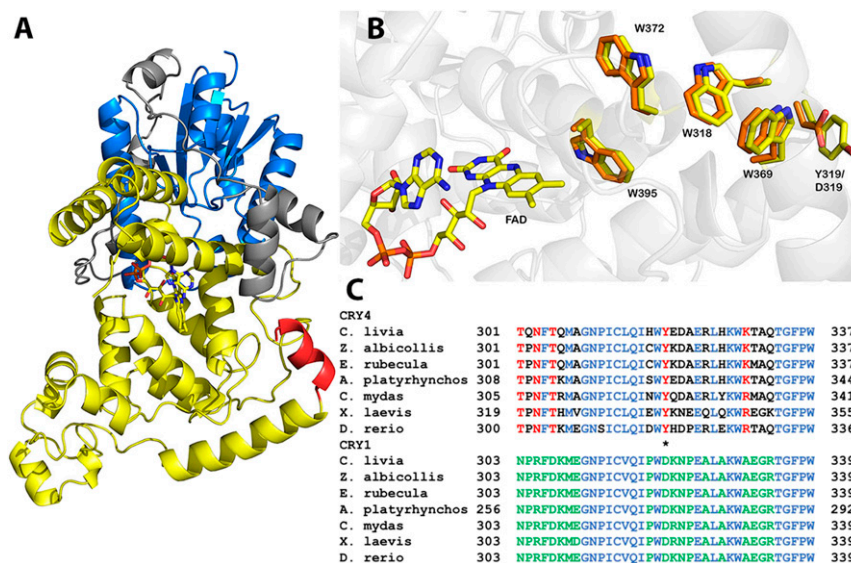 A
B
W372
W318
W369
Y319/
D319
W395
FAD
C
CRY4
C. livia 301 TQNFTQMAGNPICLQIHWYEDAERLHKWKTAQTGFPW 337
Z. albicollis 301 TPNFTQMAGNPICLQICWYKDAERLHKWKTAQTGFPW 337
E. rubecula 301 TPNFTQMAGNPICLQICWYKDAERLHKWKMAQTGFPW 337
A. platyrhynchos 308 TPNFTRMAGNPICLQISWYEDAERLHKWKTAQTGFPW 344
C. mydas 305 TPNFTRMAGNPICLQINWYQDAERLYKWRMAQTGFPW 341
X. laevis 319 TPNFTHMVGNPICLQIEWYKNEEQLQKWREGKTGFPW 355
D. rerio 300 TPNFTKMEGNSICLQIDWYHDPERLEKWRTAQTGFPW 336
CRY1 *
C. livia 303 NPRFDKMEGNPICVQIPWDKNPEALAKWAEGRTGFPW 339
Z. albicollis 303 NPRFDKMEGNPICVQIPWDKNPEALAKWAEGRTGFPW 339
E. rubecula 303 NPRFDKMEGNPICVQIPWDKNPEALAKWAEGRTGFPW 339
A. platyrhynchos 256 NPRFDKMEGNPICVQIPWDKNPEALAKWAEGRTGFPW 292
C. mydas 303 NPRFDKMEGNPICVQIPWDRNPEALAKWAEGRTGFPW 339
X. laevis 303 NPRFDKMEGNPICVQIPWDRNPEALAKWAEGRTGFPW 339
D. rerio 303 NPRFDKMEGNPICVQIPWDKNPEALAKWAEGRTGFPW 339